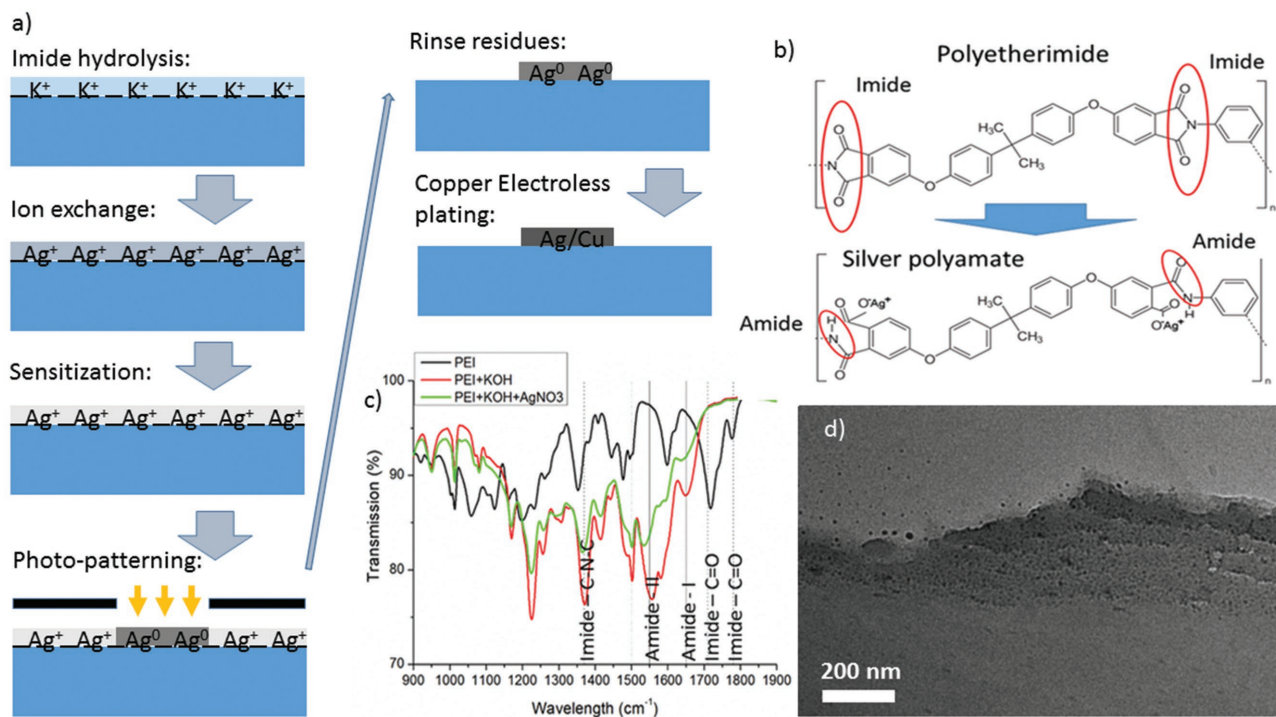 a)
Imide hydrolysis:
K⁺ K⁺ K⁺ K⁺ K⁺ K⁺
Ion exchange:
Ag⁺ Ag⁺ Ag⁺ Ag⁺ Ag⁺ Ag⁺
Sensitization:
Ag⁺ Ag⁺ Ag⁺ Ag⁺ Ag⁺ Ag⁺
Photo-patterning:
Ag⁺ Ag⁺ Ag⁰ Ag⁰ Ag⁺ Ag⁺
Rinse residues:
Ag⁰ Ag⁰
Copper Electroless
plating:
Ag/Cu
b)
Polyetherimide
Imide
Imide
O
O
O
H₃C
N
N
CH₃
O
O
O
n
Silver polyamate
Amide
O
O⁻Ag⁺
O
O
H₃C
N
H
O
O⁻Ag⁺
Amide
H
N
CH₃
O
O
n
c)
PEI
PEI+KOH
PEI+KOH+AgNO3
100
90
80
70
Transmission (%)
Imide – C-N-C
Amide - II
Amide - I
Imide – C=O
Imide – C=O
900 1000 1100 1200 1300 1400 1500 1600 1700 1800 1900
Wavelength (cm⁻¹)
d)
200 nm